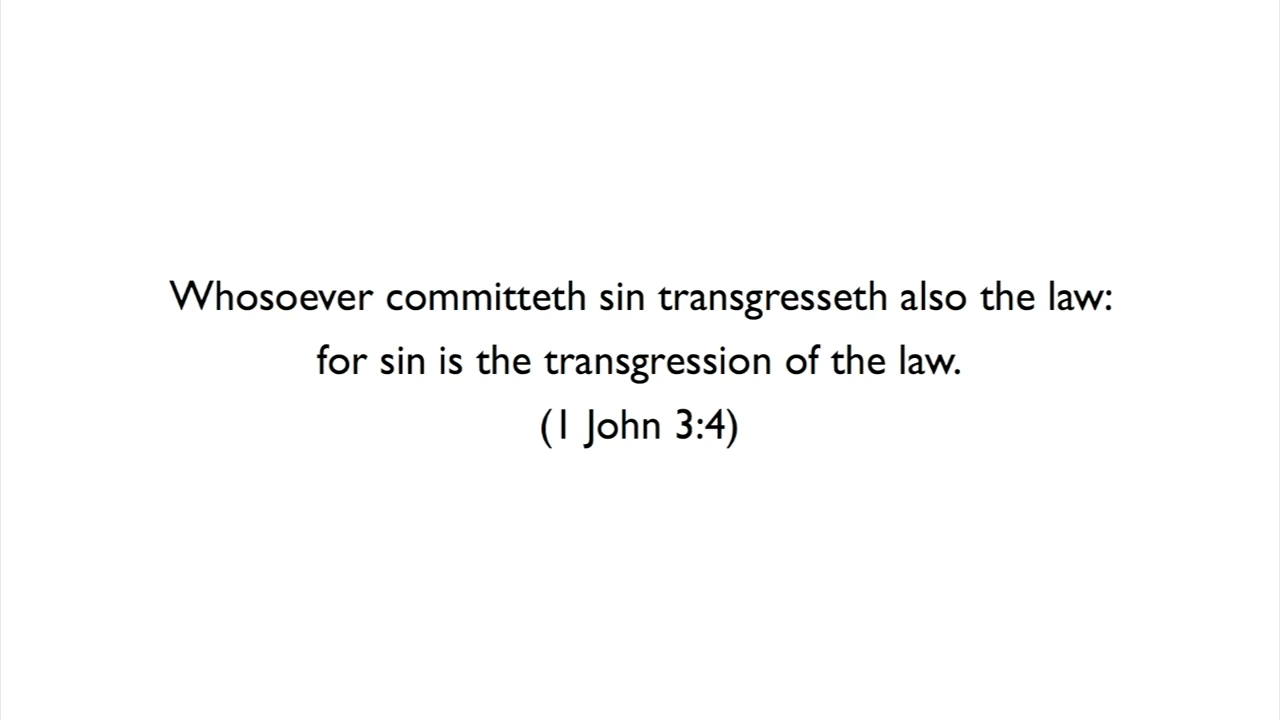 Whosoever committeth sin transgresseth also the law:
for sin is the transgression of the law.
(1 John 3:4)